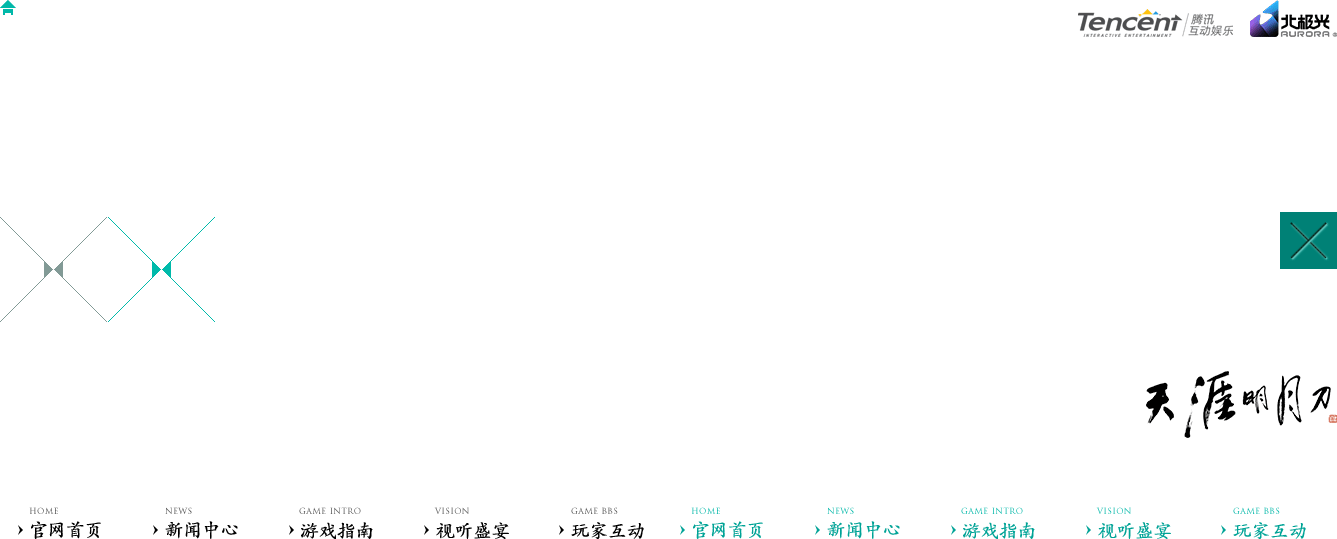 Tencent 腾讯
INTERACTIVE ENTERTAINMENT 互动娱乐
北极光
AURORA
天涯明月刀
HOME NEWS GAME INTRO VISION GAME BBS HOME NEWS GAME INTRO VISION GAME BBS
官网首页 新闻中心 游戏指南 视听盛宴 玩家互动 官网首页 新闻中心 游戏指南 视听盛宴 玩家互动